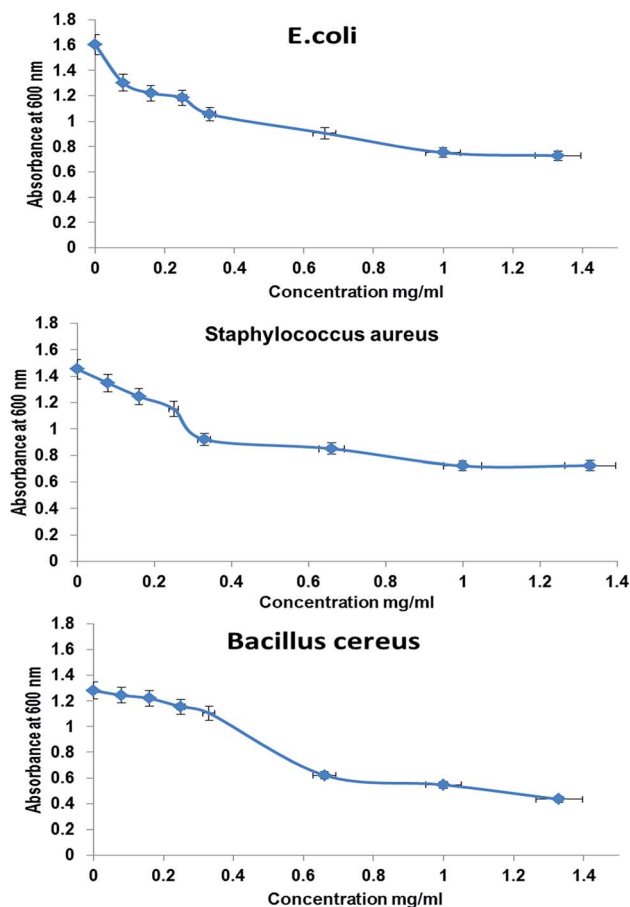 E.coli
Absorbance at 600 nm
1.8
1.6
1.4
1.2
1
0.8
0.6
0.4
0.2
0
0 0.2 0.4 0.6 0.8 1 1.2 1.4
Concentration mg/ml
Staphylococcus aureus
Absorbance at 600 nm
1.8
1.6
1.4
1.2
1
0.8
0.6
0.4
0.2
0
0 0.2 0.4 0.6 0.8 1 1.2 1.4
Concentration mg/ml
Bacillus cereus
Absorbance at 600 nm
1.8
1.6
1.4
1.2
1
0.8
0.6
0.4
0.2
0
0 0.2 0.4 0.6 0.8 1 1.2 1.4
Concentration mg/ml